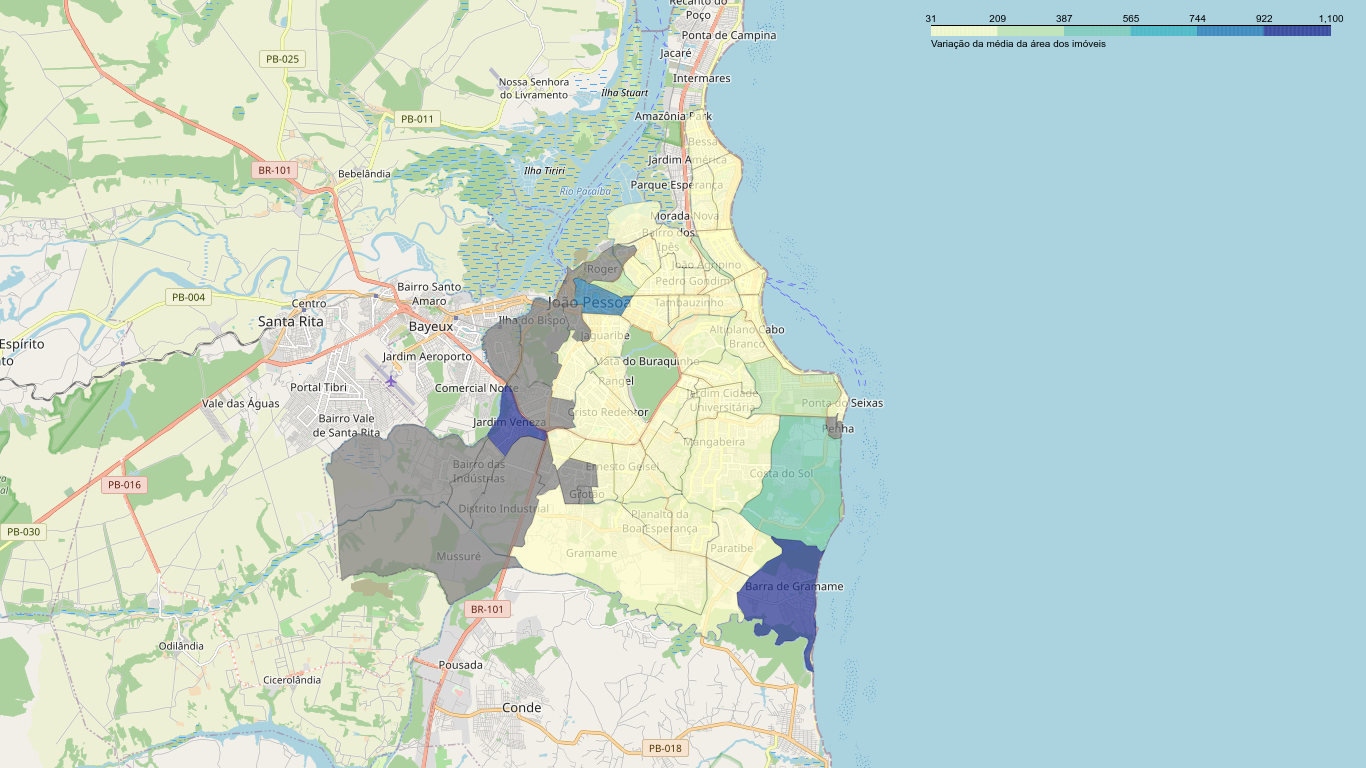 Recanto do
Poço
31 209 387 565 744 922 1,100
Variação da média da área dos imóveis
Ponta de Campina
Jacaré
PB-025
Intermares
Nossa Senhora
do Livramento
Ilha Stuart
Amazônia Park
PB-011
Bessa
Jardim América
BR-101
Ilha Tiriri
Bebelândia
Parque Esperança
Rio Paraíba
Morada Nova
Bairro dos
Ipês
João Agripino
Roger
Pedro Gondim
Bairro Santo
Amaro
PB-004
Centro
João Pessoa
Tambauzinho
Santa Rita
Bayeux
Ilha do Bispo
Altiplano Cabo
Branco
Jaguaribe
Espírito
to
Jardim Aeroporto
Mata do Buraquinho
Rangel
Portal Tibri
Comercial Norte
Jardim Cidade
Universitária
Vale das Águas
Ponta do Seixas
Cristo Redentor
Bairro Vale
de Santa Rita
Jardim Veneza
Penha
Mangabeira
Bairro das
Indústrias
Ernesto Geisel
Costa do Sol
PB-016
Grotão
Distrito Industrial
Planalto da
Boa Esperança
PB-030
Mussuré
Gramame
Paratibe
Barra de Gramame
BR-101
Odilândia
Pousada
Cicerolândia
Conde
PB-018